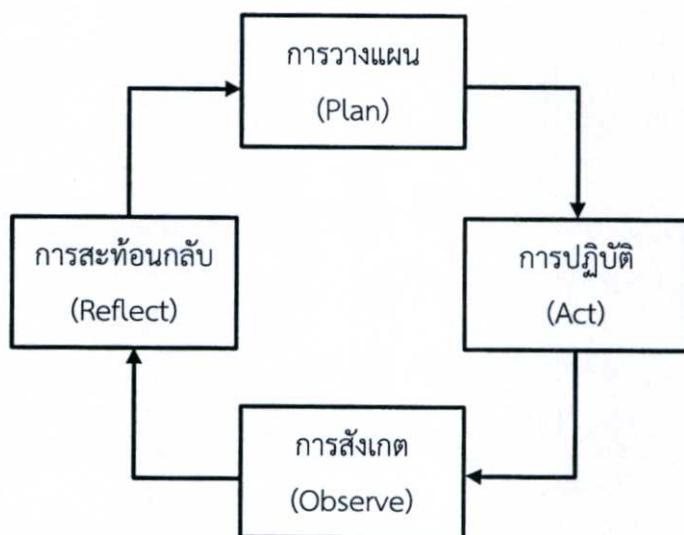 การวางแผน
(Plan)
การสะท้อนกลับ
(Reflect)
การปฏิบัติ
(Act)
การสังเกต
(Observe)